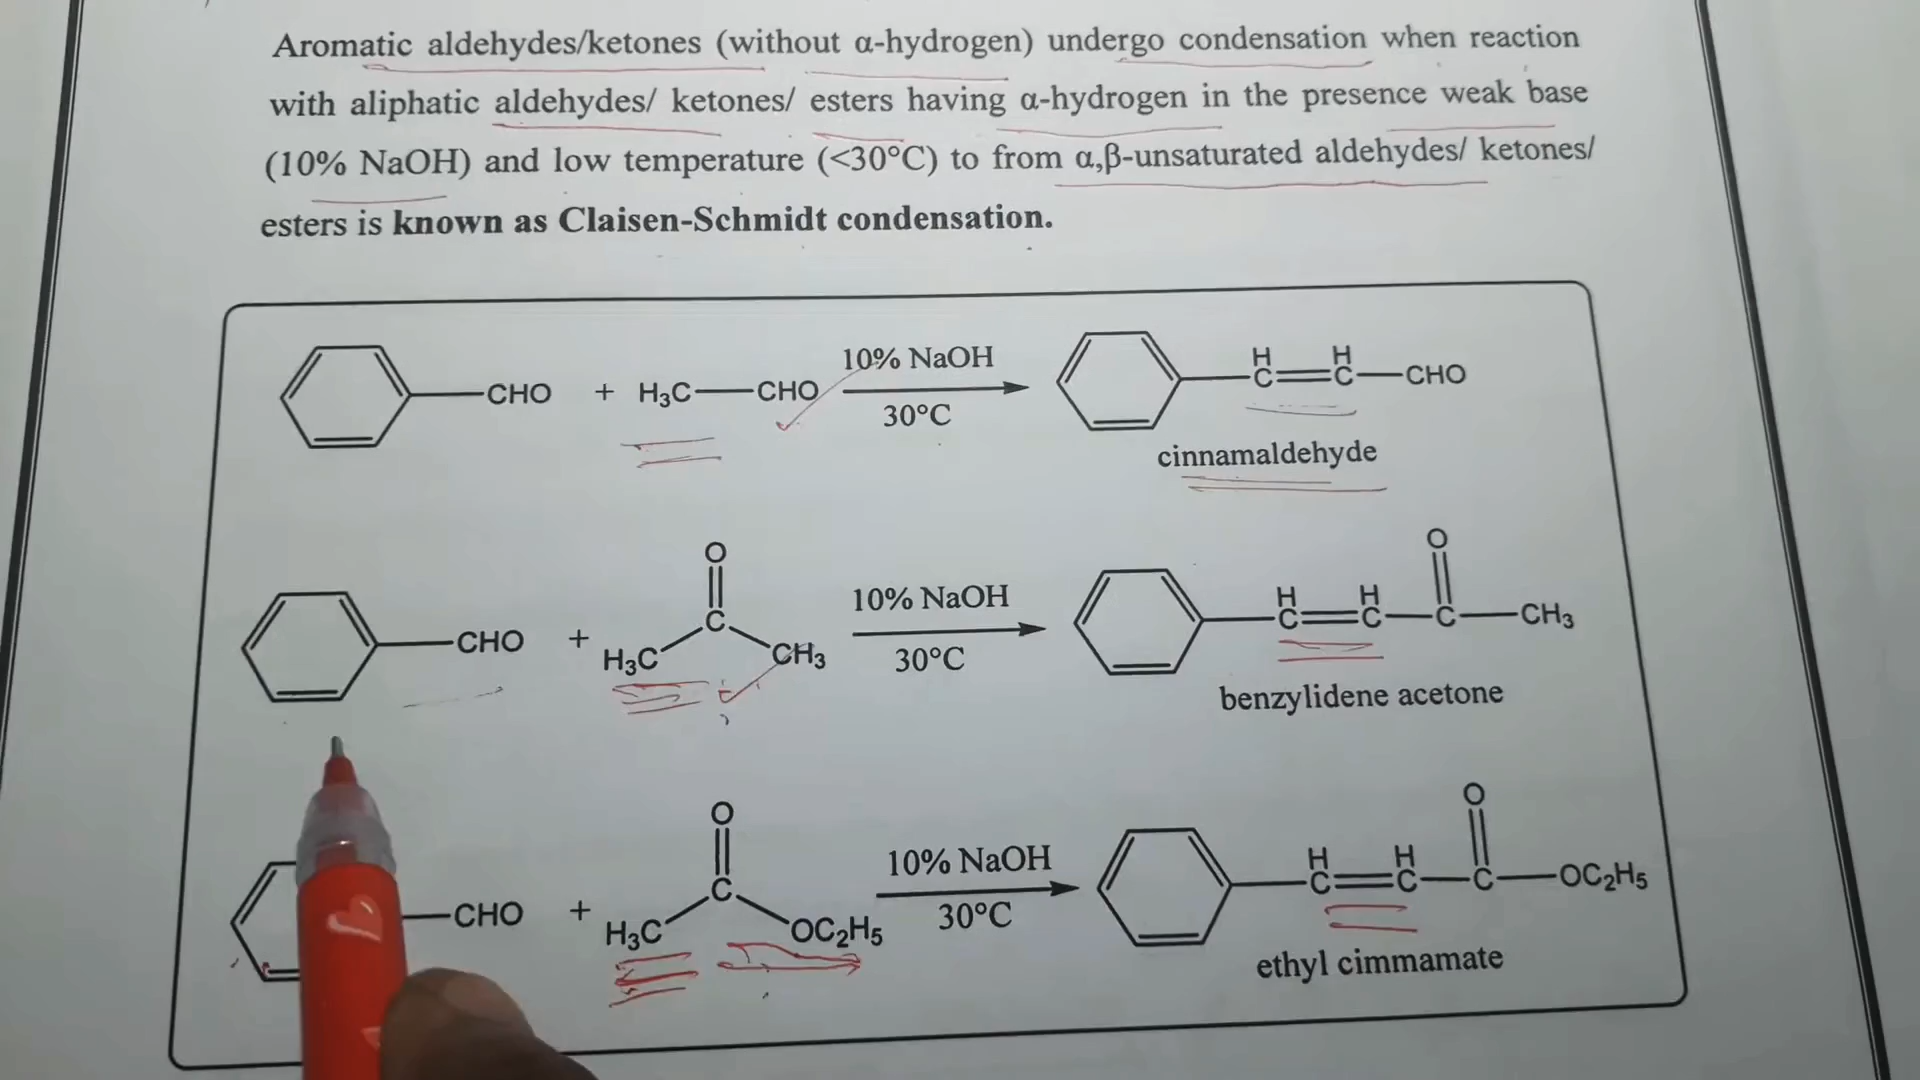 Aromatic aldehydes/ketones (without α-hydrogen) undergo condensation when reaction
with aliphatic aldehydes/ ketones/ esters having α-hydrogen in the presence weak base
(10% NaOH) and low temperature (<30°C) to from α,β-unsaturated aldehydes/ ketones/
esters is known as Claisen-Schmidt condensation.
CHO + H₃C—CHO 10% NaOH 30°C H H C=C—CHO
cinnamaldehyde
CHO + H₃C C O CH₃ 10% NaOH 30°C H H O C=C—C—CH₃
benzylidene acetone
CHO + H₃C C O OC₂H₅ 10% NaOH 30°C H H O C=C—C—OC₂H₅
ethyl cimmamate